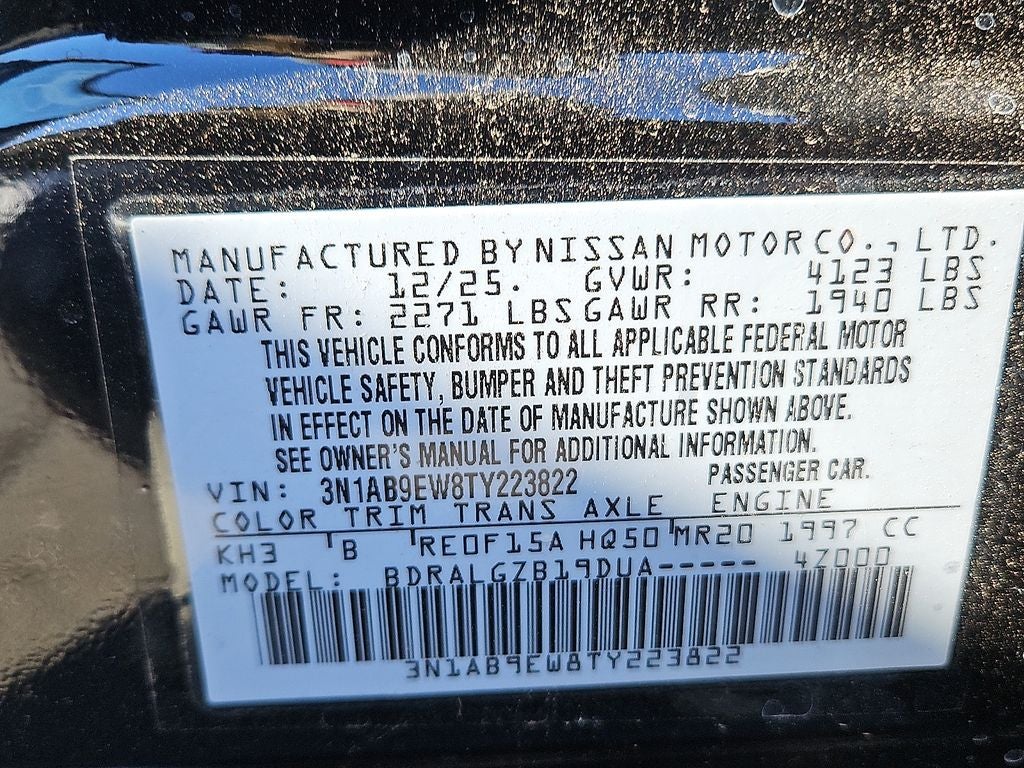 MANUFACTURED BY NISSAN MOTOR CO., LTD.
DATE: 12/25. GVWR: 4123 LBS
GAWR FR: 2271 LBS GAWR RR: 1940 LBS
THIS VEHICLE CONFORMS TO ALL APPLICABLE FEDERAL MOTOR
VEHICLE SAFETY, BUMPER AND THEFT PREVENTION STANDARDS
IN EFFECT ON THE DATE OF MANUFACTURE SHOWN ABOVE.
SEE OWNER'S MANUAL FOR ADDITIONAL INFORMATION.
VIN: 3N1AB9EW8TY223822 PASSENGER CAR.
COLOR TRIM TRANS AXLE ENGINE
KH3 B RE0F15A HQ50 MR20 1997 CC
MODEL: BDRALGZB19DUA----- 4Z000
3N1AB9EW8TY223822